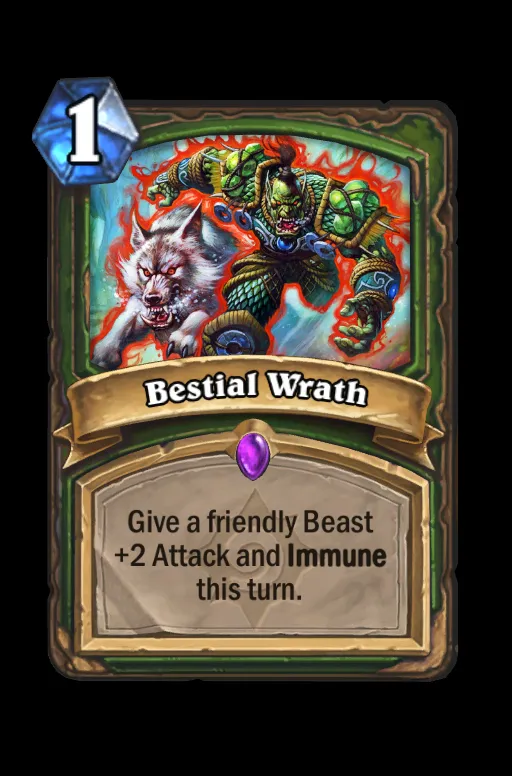 1
Bestial Wrath
Give a friendly Beast
+2 Attack and Immune
this turn.